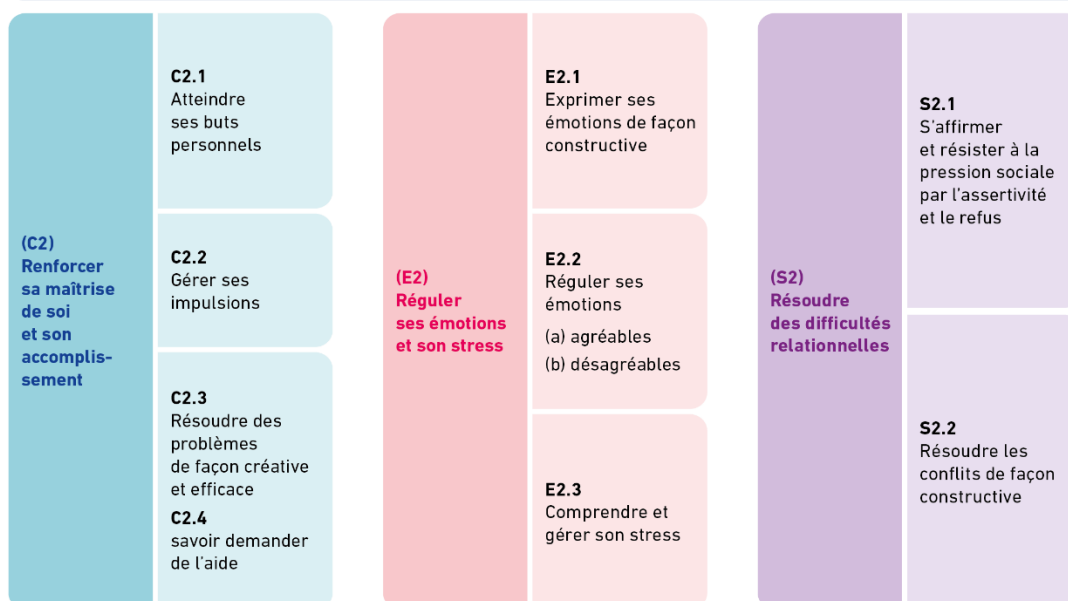 (C2)
Renforcer
sa maîtrise
de soi
et son
accomplis-
sement
C2.1
Atteindre
ses buts
personnels
C2.2
Gérer ses
impulsions
C2.3
Résoudre des
problèmes
de façon créative
et efficace
C2.4
savoir demander
de l'aide
(E2)
Réguler
ses émotions
et son stress
E2.1
Exprimer ses
émotions de façon
constructive
E2.2
Réguler ses
émotions
(a) agréables
(b) désagréables
E2.3
Comprendre et
gérer son stress
(S2)
Résoudre
des difficultés
relationnelles
S2.1
S'affirmer
et résister à la
pression sociale
par l'assertivité
et le refus
S2.2
Résoudre les
conflits de façon
constructive